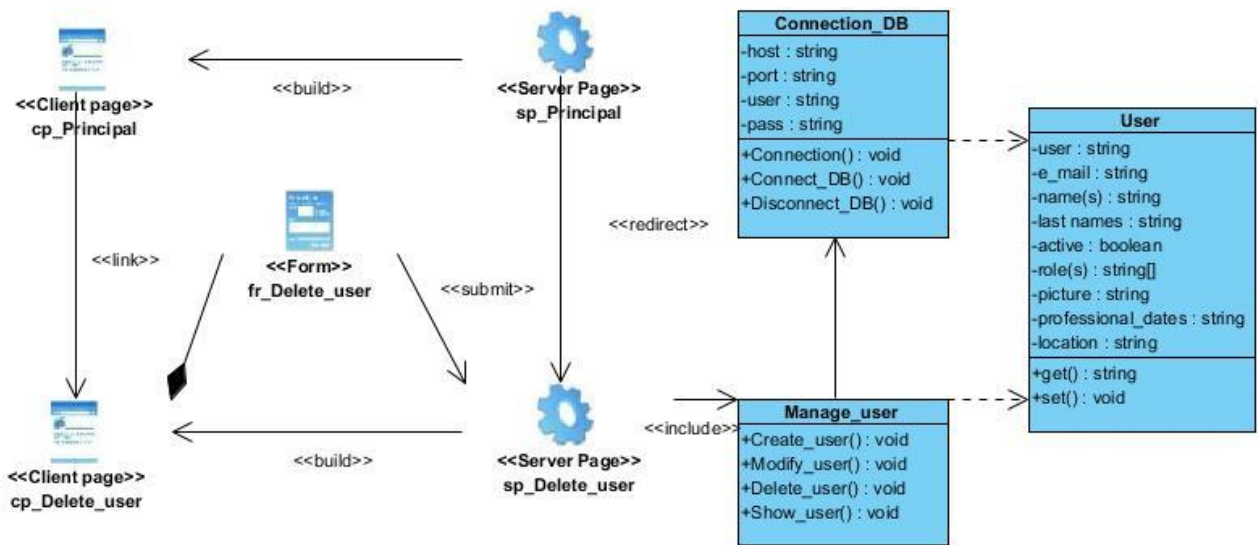 <<Client page>>
cp_Principal
<<build>>
<<Server Page>>
sp_Principal
<<link>>
<<Form>>
fr_Delete_user
<<submit>>
<<redirect>>
<<Client page>>
cp_Delete_user
<<build>>
<<Server Page>>
sp_Delete_user
<<include>>
Connection_DB
-host : string
-port : string
-user : string
-pass : string
+Connection() : void
+Connect_DB() : void
+Disconnect_DB() : void
Manage_user
+Create_user() : void
+Modify_user() : void
+Delete_user() : void
+Show_user() : void
User
-user : string
-e_mail : string
-name(s) : string
-last names : string
-active : boolean
-role(s) : string[]
-picture : string
-professional_dates : string
-location : string
+get() : string
+set() : void